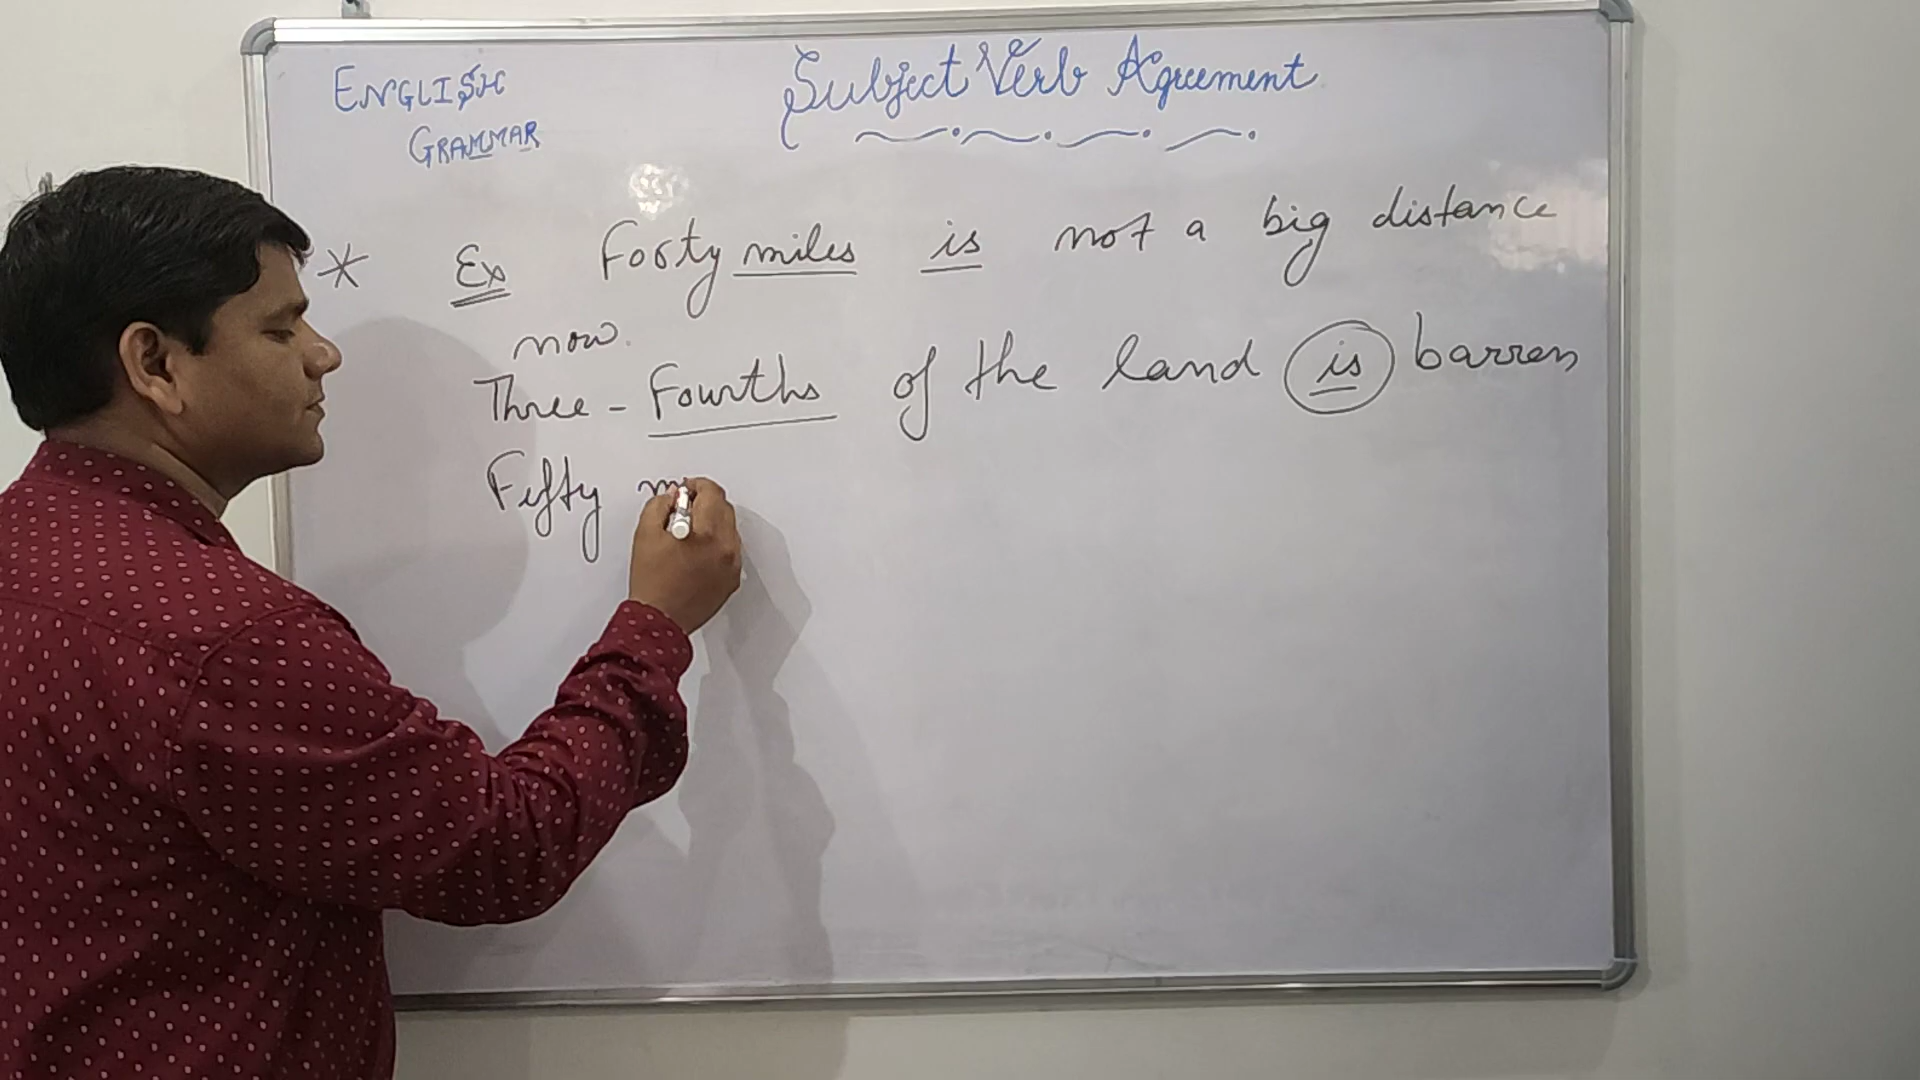 ENGLISH
GRAMMAR
Subject Verb Agreement
* Ex Forty miles is not a big distance
now.
Three - Fourths of the land is barren
Fifty